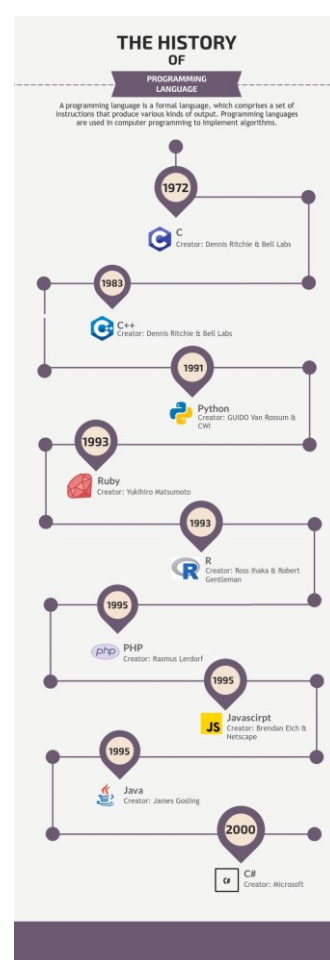 THE HISTORY
OF
PROGRAMMING
LANGUAGE
A programming language is a formal language, which comprises a set of
instructions that produce various kinds of output. Programming languages
are used in computer programming to implement algorithms.
1972
C
C
Creator: Dennis Ritchie & Bell Labs
1983
C
C++
Creator: Dennis Ritchie & Bell Labs
1991
Python
Creator: GUIDO Van Rossum &
CWI
1993
Ruby
Creator: Yukihiro Matsumoto
1993
R
R
Creator: Ross Ihaka & Robert
Gentleman
1995
php
PHP
Creator: Rasmus Lerdorf
1995
JS
Javascirpt
Creator: Brendan Eich &
Netscape
1995
Java
Creator: James Gosling
2000
C#
C#
Creator: Microsoft